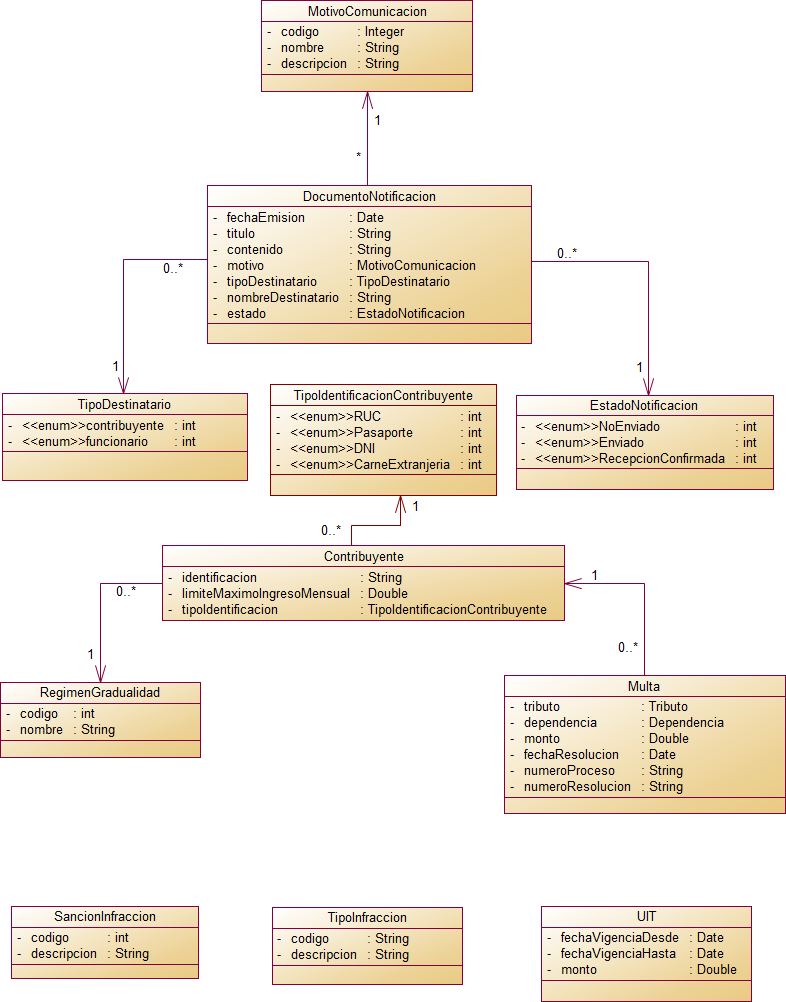 MotivoComunicacion
- codigo : Integer
- nombre : String
- descripcion : String
1
*
DocumentoNotificacion
- fechaEmision : Date
- titulo : String
- contenido : String
- motivo : MotivoComunicacion
- tipoDestinatario : TipoDestinatario
- nombreDestinatario : String
- estado : EstadoNotificacion
0..*
0..*
1
1
TipoDestinatario
- <<enum>>contribuyente : int
- <<enum>>funcionario : int
TipoIdentificacionContribuyente
- <<enum>>RUC : int
- <<enum>>Pasaporte : int
- <<enum>>DNI : int
- <<enum>>CarneExtranjeria : int
EstadoNotificacion
- <<enum>>NoEnviado : int
- <<enum>>Enviado : int
- <<enum>>RecepcionConfirmada : int
1
0..*
Contribuyente
- identificacion : String
- limiteMaximoIngresoMensual : Double
- tipoIdentificacion : TipoIdentificacionContribuyente
0..*
1
1
0..*
RegimenGradualidad
- codigo : int
- nombre : String
Multa
- tributo : Tributo
- dependencia : Dependencia
- monto : Double
- fechaResolucion : Date
- numeroProceso : String
- numeroResolucion : String
SancionInfraccion
- codigo : int
- descripcion : String
TipoInfraccion
- codigo : String
- descripcion : String
UIT
- fechaVigenciaDesde : Date
- fechaVigenciaHasta : Date
- monto : Double